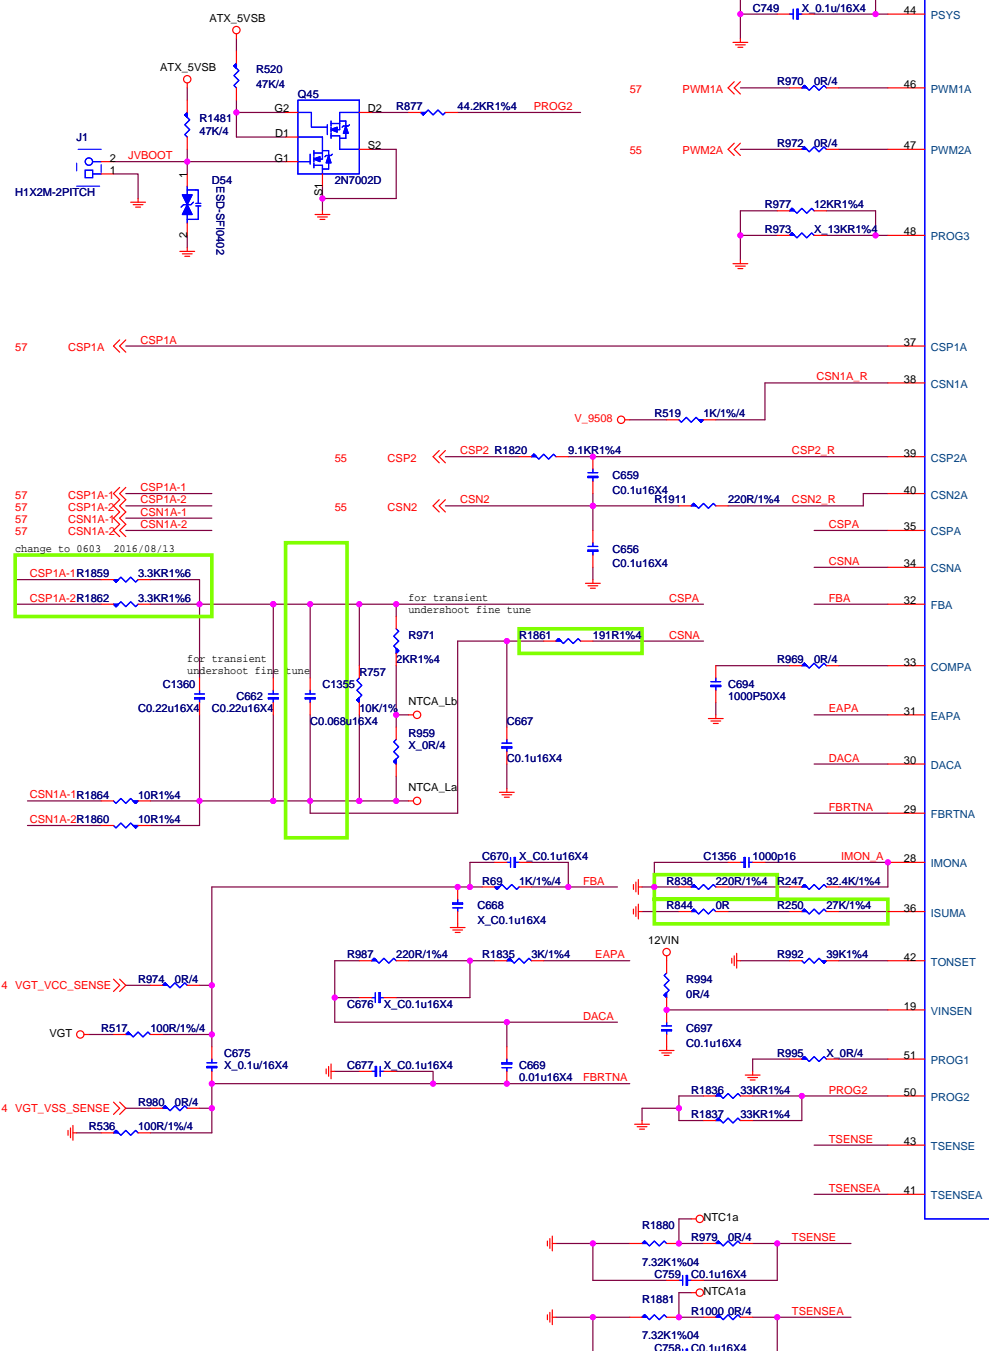 C749 X_0.1u/16X4 44 PSYS
ATX_5VSB
ATX_5VSB
R520
47K/4
57 PWM1A R970 0R/4 46 PWM1A
Q45
G2 D2 R877 44.2KR1%4 PROG2
R1481
47K/4
D1
J1
S2
55 PWM2A R972 0R/4 47 PWM2A
2 JVBOOT G1
1
H1X2M-2PITCH
1 D54 S1 2N7002D
ESD-SFI0402
2
R977 12KR1%4
R973 X_13KR1%4 48 PROG3
57 CSP1A CSP1A 37 CSP1A
CSN1A_R 38 CSN1A
V_9508 R519 1K/1%/4
55 CSP2 CSP2 R1820 9.1KR1%4 CSP2_R 39 CSP2A
C659
C0.1u16X4
57 CSP1A-1 CSP1A-1
57 CSP1A-2 CSP1A-2
57 CSN1A-1 CSN1A-1
57 CSN1A-2 CSN1A-2
55 CSN2 CSN2 R1911 220R/1%4 CSN2_R 40 CSN2A
CSPA 35 CSPA
change to 0603 2016/08/13
C656
C0.1u16X4
CSNA 34 CSNA
CSP1A-1 R1859 3.3KR1%6
CSP1A-2 R1862 3.3KR1%6
for transient
undershoot fine tune
CSPA
FBA 32 FBA
R971
2KR1%4
R1861 191R1%4 CSNA
for transient
undershoot fine tune
R969 0R/4 33 COMPA
C1360
C0.22u16X4
C662
C0.22u16X4
C1355
C0.068u16X4
R757
10K/1%
NTCA_Lb
C694
1000P50X4
EAPA 31 EAPA
R959
X_0R/4
C667
C0.1u16X4
DACA 30 DACA
NTCA_La
CSN1A-1 R1864 10R1%4
CSN1A-2 R1860 10R1%4
FBRTNA 29 FBRTNA
C670 X_C0.1u16X4
C1356 1000p16 IMON_A 28 IMONA
R69 1K/1%/4 FBA
R838 220R/1%4 R247 32.4K/1%4
C668
X_C0.1u16X4
R844 0R R250 27K/1%4 36 ISUMA
12VIN
R987 220R/1%4 R1835 3K/1%4 EAPA
R992 39K1%4 42 TONSET
4 VGT_VCC_SENSE R974 0R/4
R994
0R/4
C676 X_C0.1u16X4
DACA
19 VINSEN
VGT R517 100R/1%/4
C697
C0.1u16X4
C675
X_0.1u/16X4
C677 X_C0.1u16X4
C669
0.01u16X4 FBRTNA
R995 X_0R/4 51 PROG1
R1836 33KR1%4 PROG2 50 PROG2
4 VGT_VSS_SENSE R980 0R/4
R1837 33KR1%4
R536 100R/1%/4
TSENSE 43 TSENSE
TSENSEA 41 TSENSEA
NTC1a
R1880
R979 0R/4 TSENSE
7.32K1%04
C759 C0.1u16X4
NTCA1a
R1881
R1000 0R/4 TSENSEA
7.32K1%04
C758 C0.1u16X4